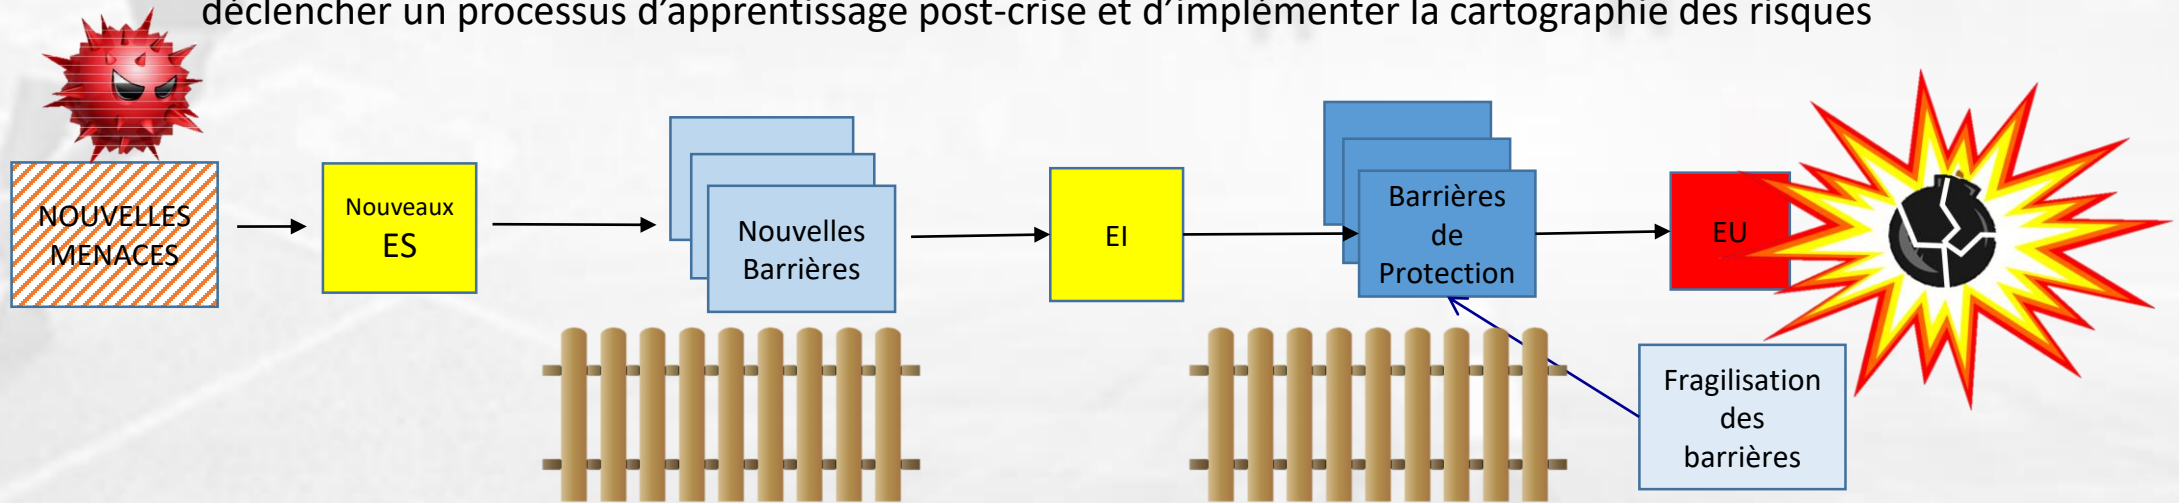 déclencher un processus d’apprentissage post-crise et d’implémenter la cartographie des risques
NOUVELLES
MENACES
Nouveaux
ES
Nouvelles
Barrières
EI
Barrières
de
Protection
EU
Fragilisation
des
barrières